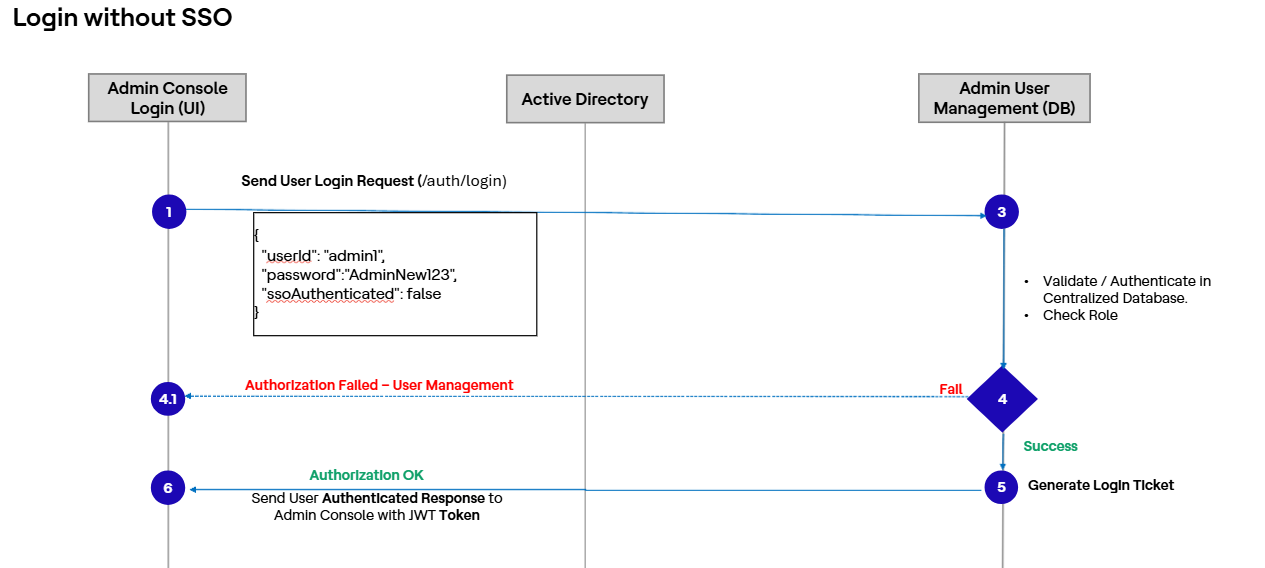 Login without SSO
Admin Console
Login (UI)
Active Directory
Admin User
Management (DB)
Send User Login Request (/auth/login)
1
3
{
"userId": "admin1",
"password":"AdminNew123",
"ssoAuthenticated": false
}
• Validate / Authenticate in
Centralized Database.
• Check Role
Authorization Failed – User Management
Fail
4.1
4
Success
Authorization OK
6
Send User Authenticated Response to
Admin Console with JWT Token
5
Generate Login Ticket